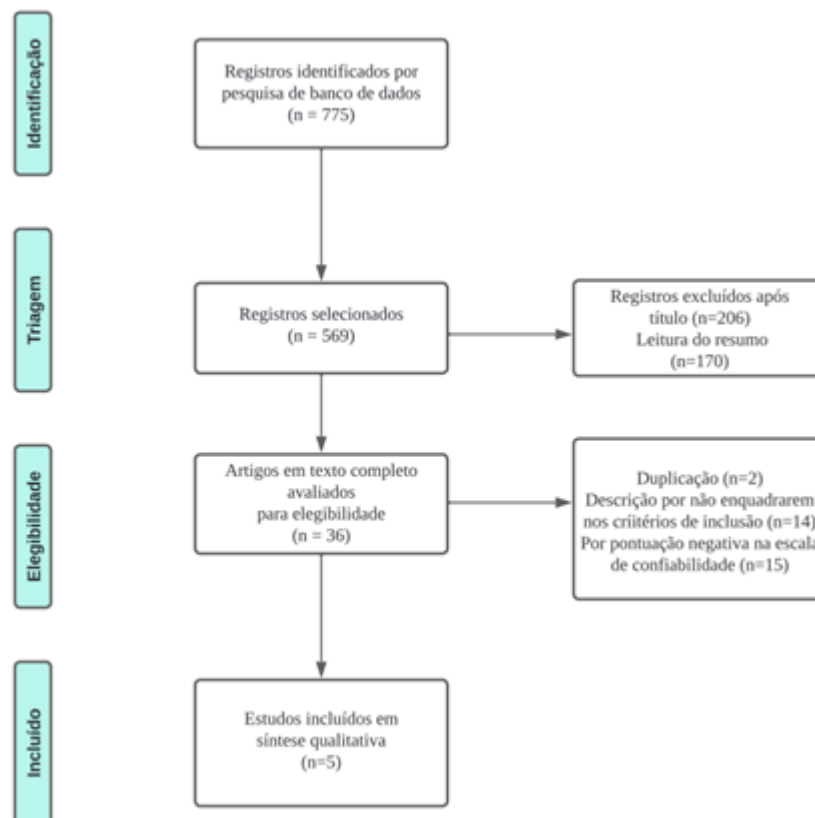 Identificação
Registros identificados por
pesquisa de banco de dados
(n = 775)
Triagem
Registros selecionados
(n = 569)
Registros excluídos após
título (n=206)
Leitura do resumo
(n=170)
Elegibilidade
Artigos em texto completo
avaliados
para elegibilidade
(n = 36)
Duplicação (n=2)
Descrição por não enquadrarem
nos criitérios de inclusão (n=14)
Por pontuação negativa na escala
de confiabilidade (n=15)
Incluído
Estudos incluídos em
síntese qualitativa
(n=5)